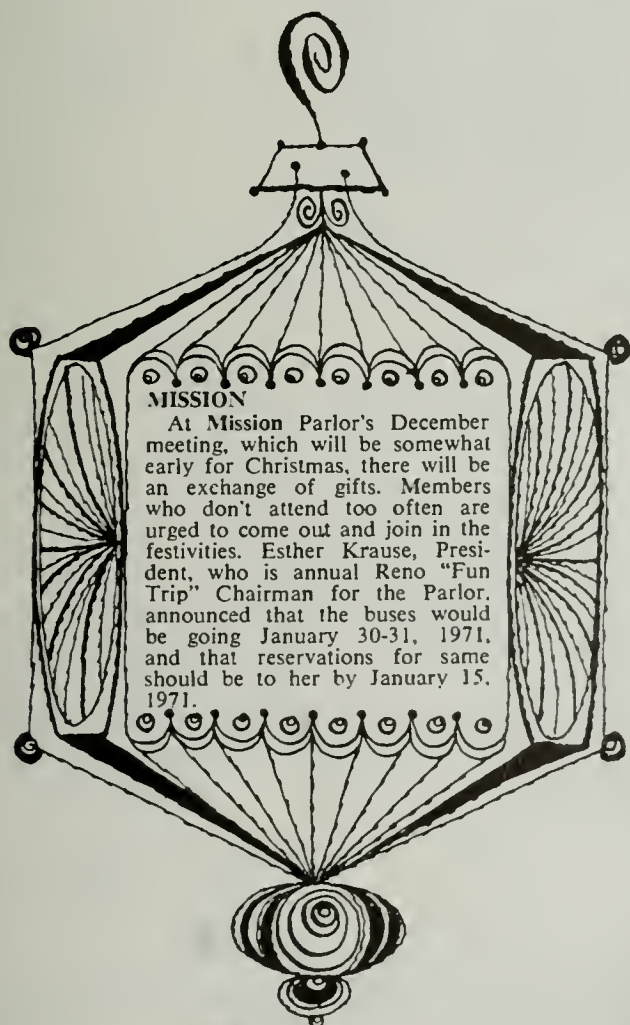 MISSION
At Mission Parlor's December
meeting, which will be somewhat
early for Christmas, there will be
an exchange of gifts. Members
who don't attend too often are
urged to come out and join in the
festivities. Esther Krause, Presi-
dent, who is annual Reno "Fun
Trip" Chairman for the Parlor,
announced that the buses would
be going January 30-31, 1971,
and that reservations for same
should be to her by January 15,
1971.